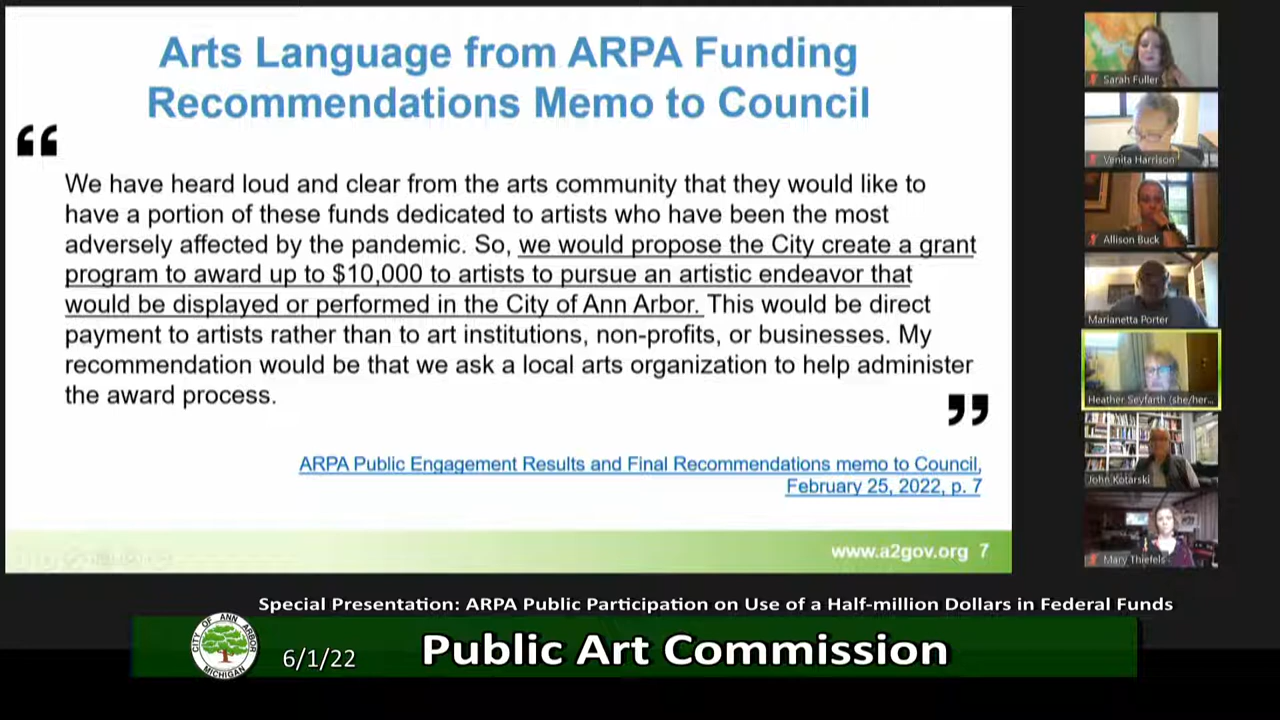 Arts Language from ARPA Funding
Recommendations Memo to Council
“
We have heard loud and clear from the arts community that they would like to
have a portion of these funds dedicated to artists who have been the most
adversely affected by the pandemic. So, we would propose the City create a grant
program to award up to $10,000 to artists to pursue an artistic endeavor that
would be displayed or performed in the City of Ann Arbor. This would be direct
payment to artists rather than to art institutions, non-profits, or businesses. My
recommendation would be that we ask a local arts organization to help administer
the award process.
”
ARPA Public Engagement Results and Final Recommendations memo to Council,
February 25, 2022, p. 7
www.a2gov.org 7
Sarah Fuller
Venita Harrison
Allison Buck
Marianetta Porter
Heather Seyfarth (she/her...
John Kotarski
Mary Thiefels
Special Presentation: ARPA Public Participation on Use of a Half-million Dollars in Federal Funds
CITY OF ANN ARBOR
MICHIGAN
6/1/22
Public Art Commission